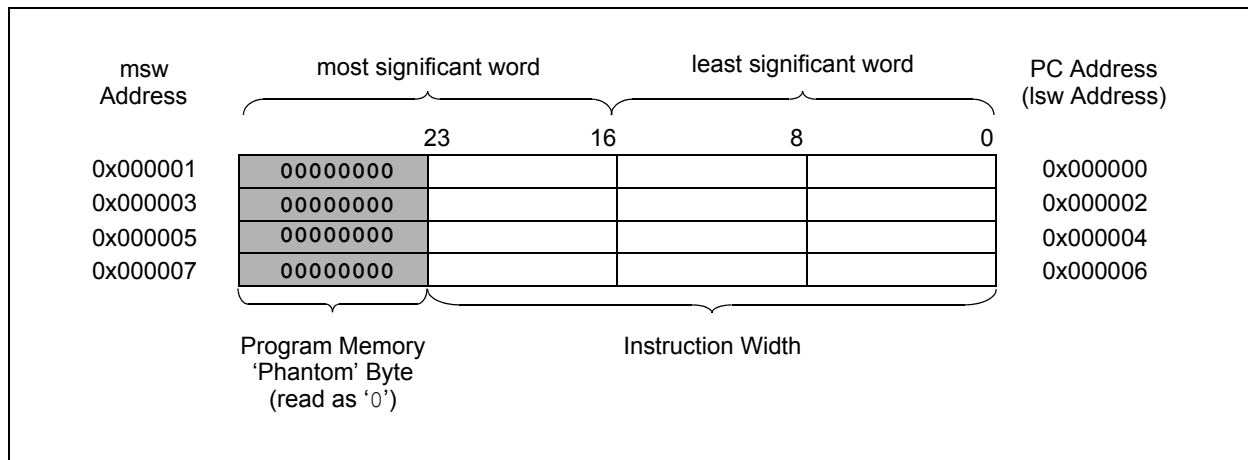 msw
Address
most significant word
least significant word
PC Address
(lsw Address)
23
16
8
0
0x000001
00000000
0x000000
0x000003
00000000
0x000002
0x000005
00000000
0x000004
0x000007
00000000
0x000006
Program Memory
‘Phantom’ Byte
(read as ‘0’)
Instruction Width